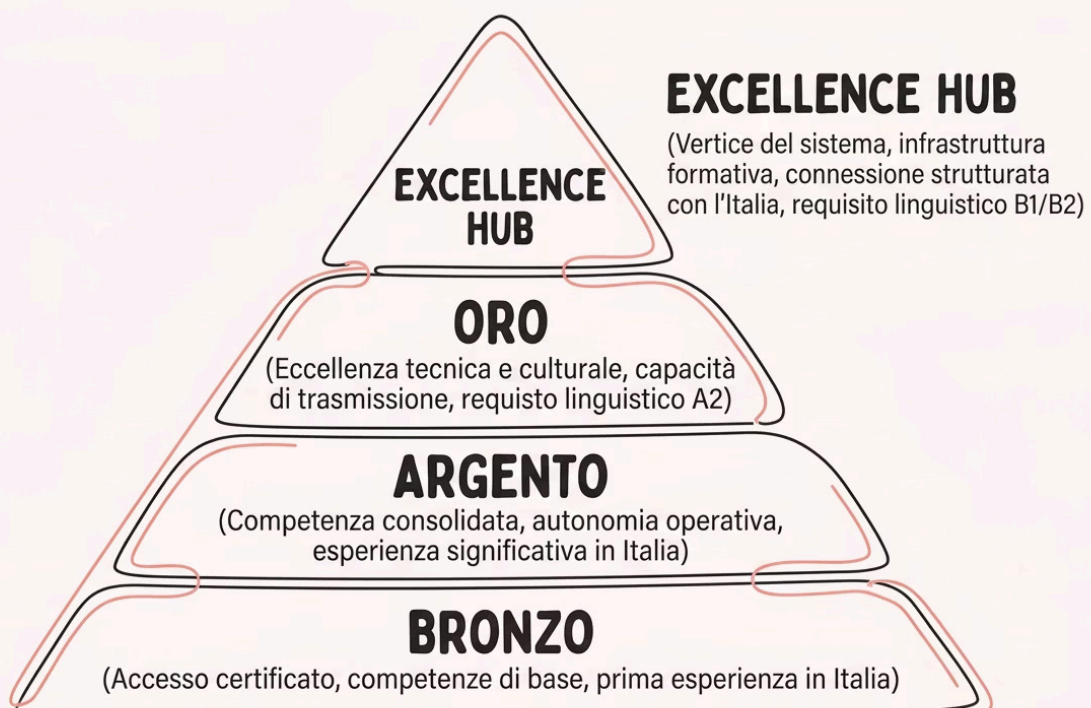 EXCELLENCE
HUB
EXCELLENCE HUB
(Vertice del sistema, infrastruttura
formativa, connessione strutturata
con l'Italia, requisito linguistico B1/B2)
ORO
(Eccellenza tecnica e culturale, capacità
di trasmissione, requisto linguistico A2)
ARGENTO
(Competenza consolidata, autonomia operativa,
esperienza significativa in Italia)
BRONZO
(Accesso certificato, competenze di base, prima esperienza in Italia)